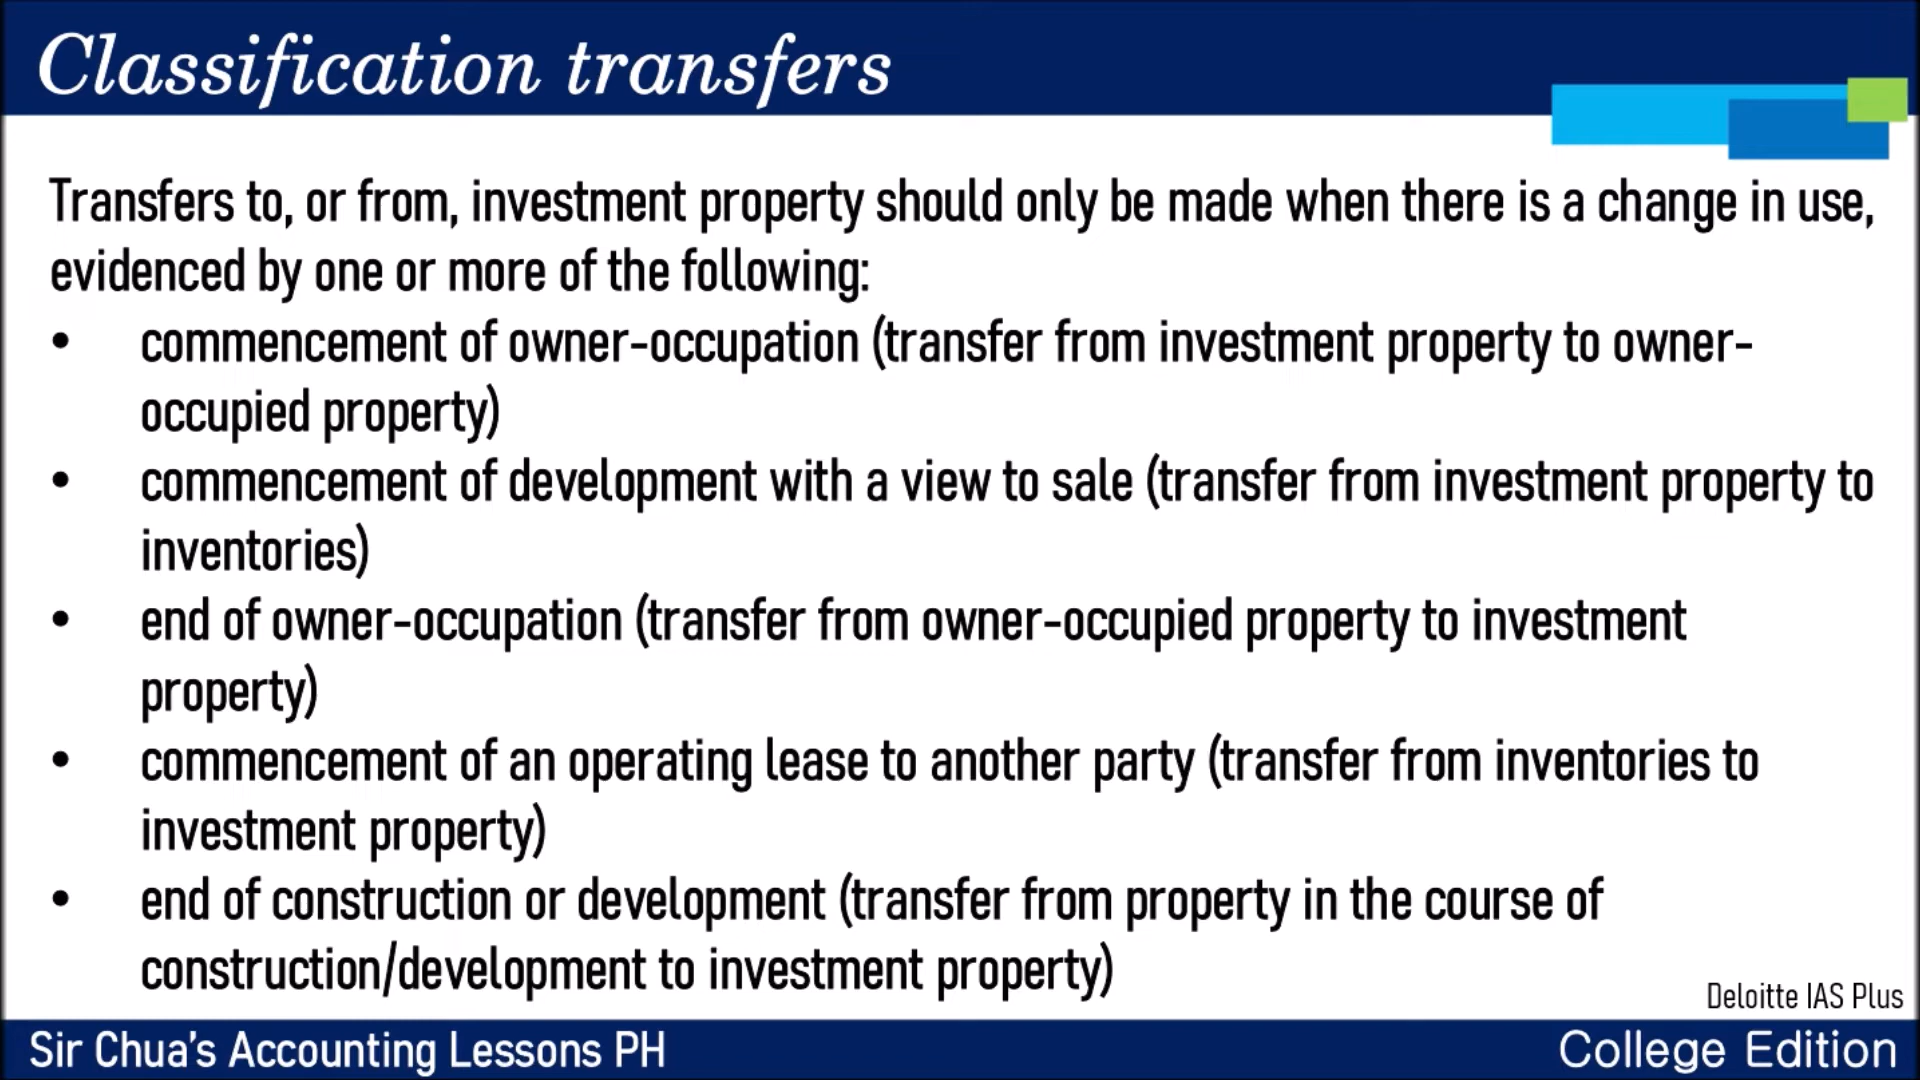 Classification transfers
Transfers to, or from, investment property should only be made when there is a change in use,
evidenced by one or more of the following:
• commencement of owner-occupation (transfer from investment property to owner-
occupied property)
• commencement of development with a view to sale (transfer from investment property to
inventories)
• end of owner-occupation (transfer from owner-occupied property to investment
property)
• commencement of an operating lease to another party (transfer from inventories to
investment property)
• end of construction or development (transfer from property in the course of
construction/development to investment property)
Deloitte IAS Plus
Sir Chua's Accounting Lessons PH
College Edition